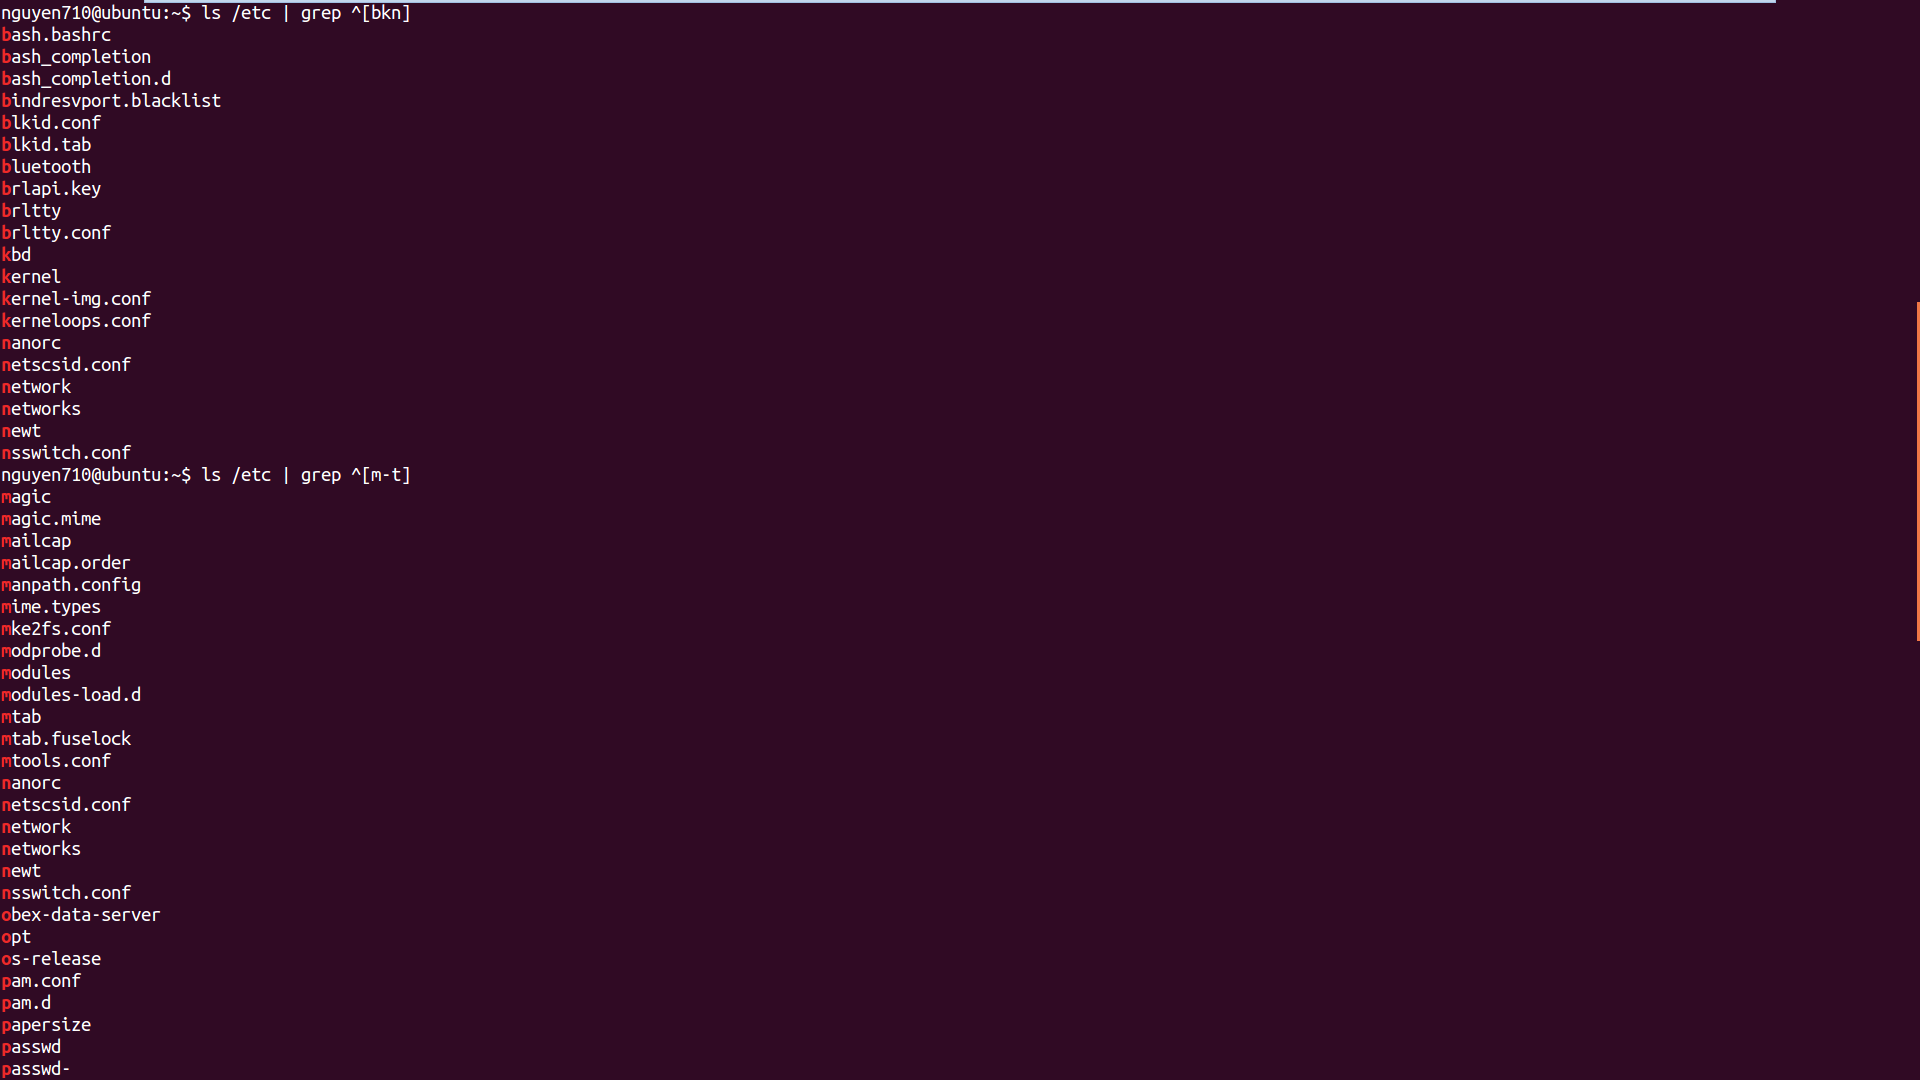 nguyen710@ubuntu:~$ ls /etc | grep ^[bkn]
bash.bashrc
bash_completion
bash_completion.d
bindresvport.blacklist
blkid.conf
blkid.tab
bluetooth
brlapi.key
brltty
brltty.conf
kbd
kernel
kernel-img.conf
kerneloops.conf
nanorc
netscsid.conf
network
networks
newt
nsswitch.conf
nguyen710@ubuntu:~$ ls /etc | grep ^[m-t]
magic
magic.mime
mailcap
mailcap.order
manpath.config
mime.types
mke2fs.conf
modprobe.d
modules
modules-load.d
mtab
mtab.fuselock
mtools.conf
nanorc
netscsid.conf
network
networks
newt
nsswitch.conf
obex-data-server
opt
os-release
pam.conf
pam.d
papersize
passwd
passwd-